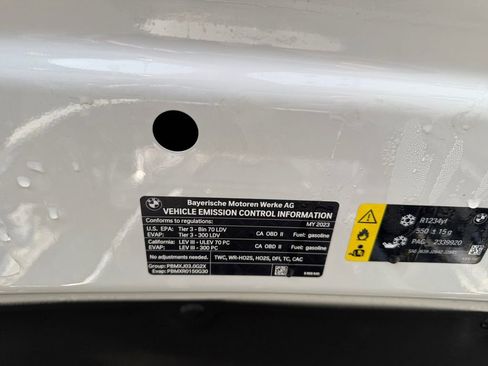 Bayerische Motoren Werke AG
VEHICLE EMISSION CONTROL INFORMATION
Conforms to regulations: MY 2023
U.S. EPA: Tier 3 - Bin 70 LDV CA OBD II Fuel: gasoline
EVAP: Tier 3 - 300 LDV
California: LEV III - ULEV 70 PC CA OBD II Fuel: gasoline
EVAP: LEV III - 300 PC
No adjustments needed. TWC, WR-HO2S, HO2S, DFI, TC, CAC
Group: PBMXJ03.0G2X
Evap: PBMXR0150G30
RT234yf
550 ± 15 g
PAG 2339920